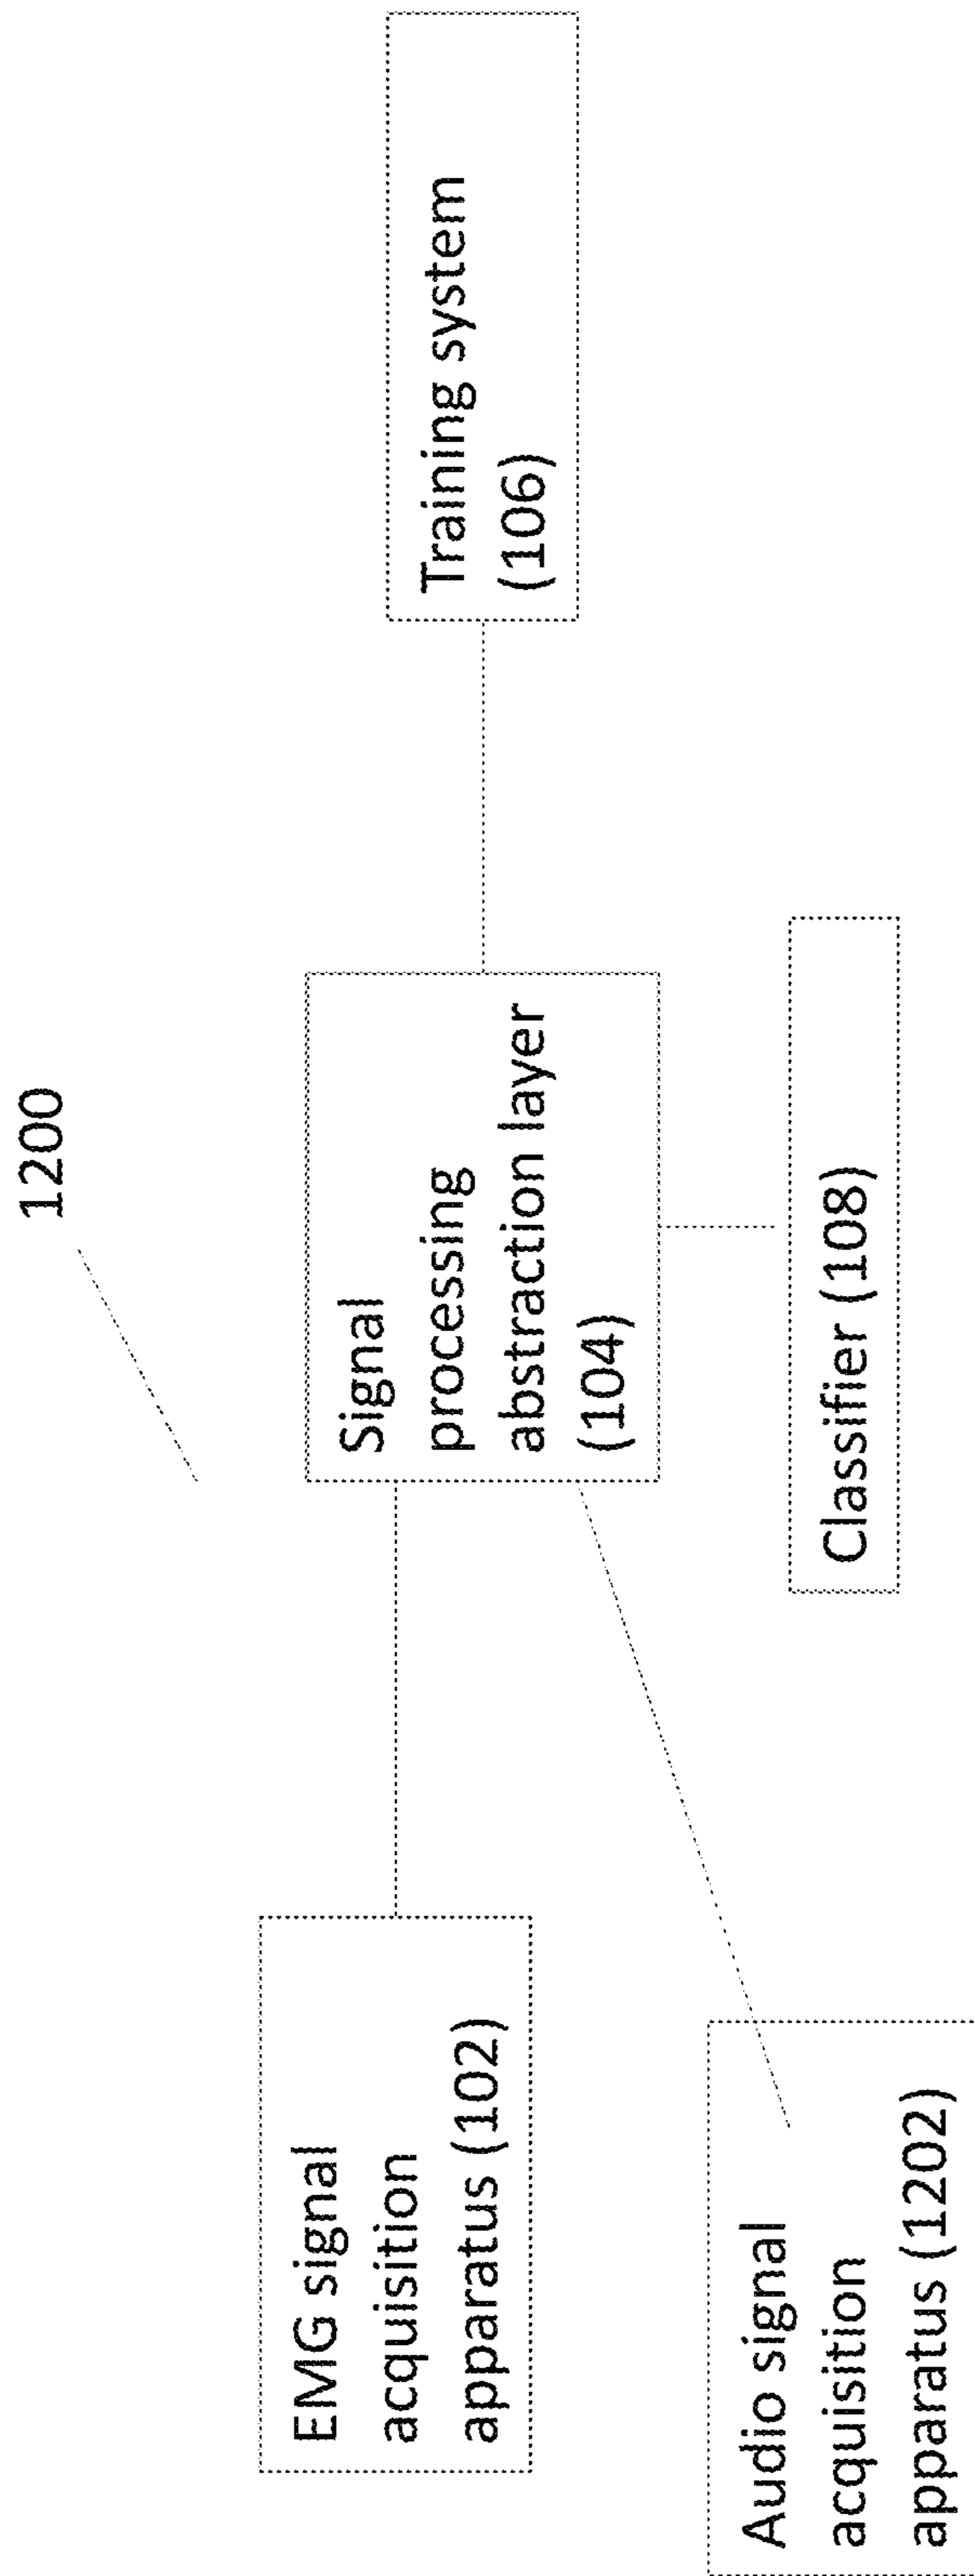 1200
EMG signal
acquisition
apparatus (102)
Signal
processing
abstraction layer
(104)
Training system
(106)
Audio signal
acquisition
apparatus (1202)
Classifier (108)